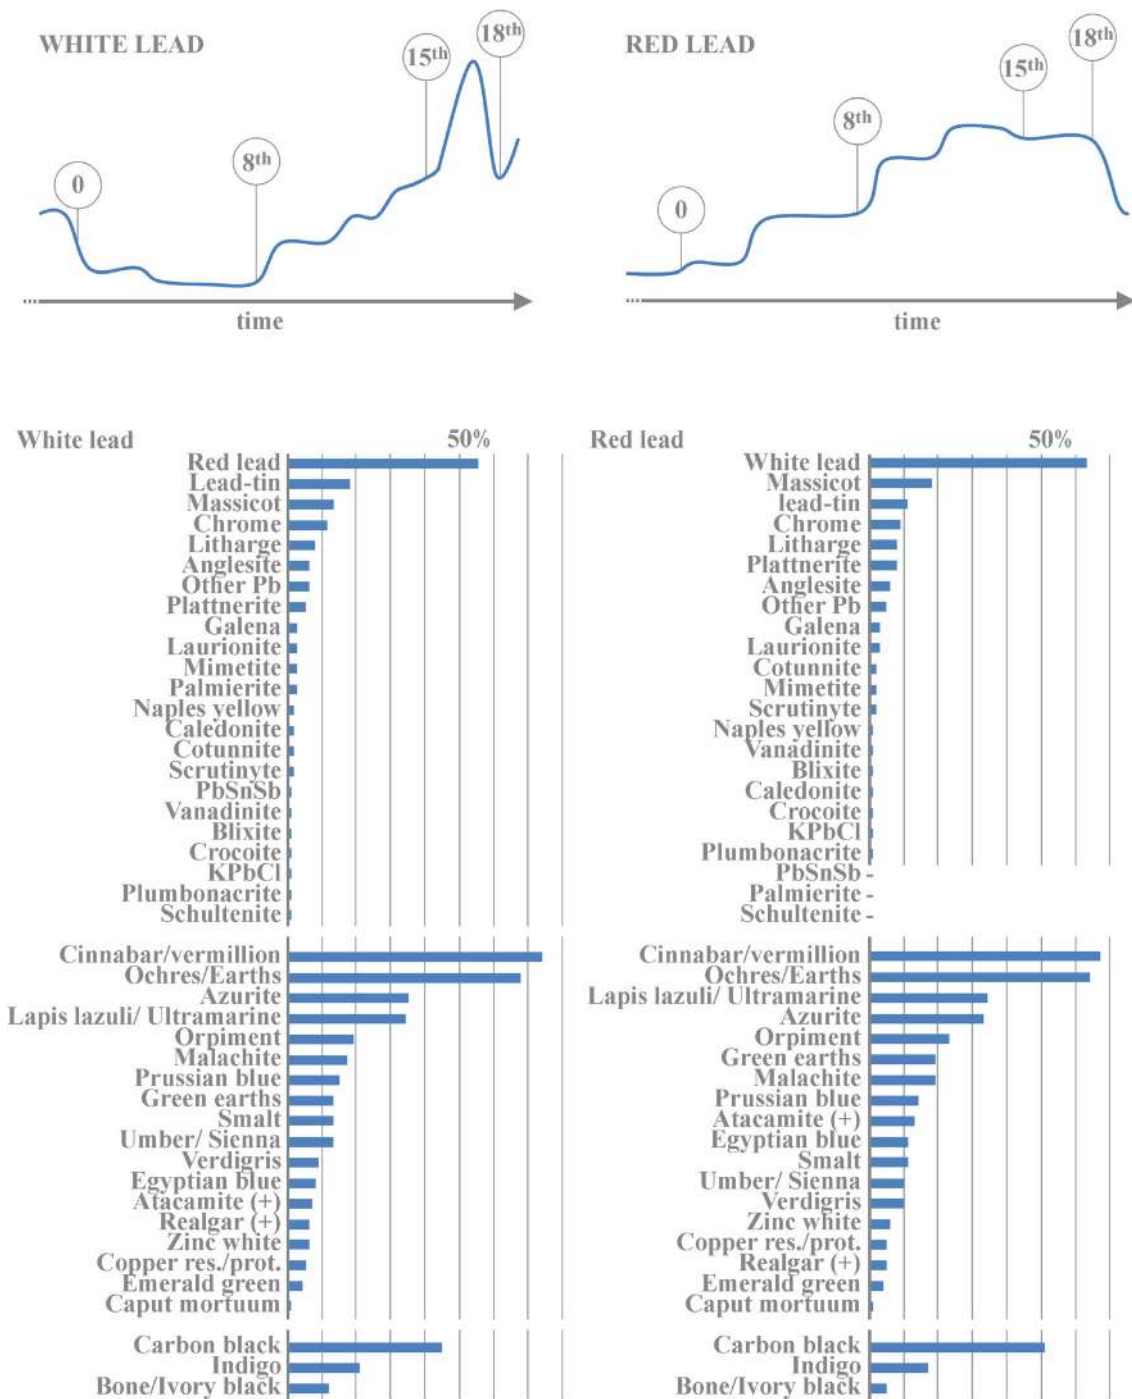 WHITE LEAD
0
8th
15th
18th
time
RED LEAD
0
8th
15th
18th
time
White lead
50%
Red lead
Lead-tin
Massicot
Chrome
Litharge
Anglesite
Other Pb
Plattnerite
Galena
Laurionite
Mimetite
Palmierite
Naples yellow
Caledonite
Cotunnite
Scrutinyte
PbSnSb
Vanadinite
Blixite
Crocoite
KPbCl
Plumbonacrite
Schultenite
Cinnabar/vermillion
Ochres/Earths
Azurite
Lapis lazuli/ Ultramarine
Orpiment
Malachite
Prussian blue
Green earths
Smalt
Umber/ Sienna
Verdigris
Egyptian blue
Atacamite (+)
Realgar (+)
Zinc white
Copper res./prot.
Emerald green
Caput mortuum
Carbon black
Indigo
Bone/Ivory black
Red lead
50%
White lead
Massicot
lead-tin
Chrome
Litharge
Plattnerite
Anglesite
Other Pb
Galena
Laurionite
Cotunnite
Mimetite
Scrutinyte
Naples yellow
Vanadinite
Blixite
Caledonite
Crocoite
KPbCl
Plumbonacrite
PbSnSb -
Palmierite -
Schultenite -
Cinnabar/vermillion
Ochres/Earths
Lapis lazuli/ Ultramarine
Azurite
Orpiment
Green earths
Malachite
Prussian blue
Atacamite (+)
Egyptian blue
Smalt
Umber/ Sienna
Verdigris
Zinc white
Copper res./prot.
Realgar (+)
Emerald green
Caput mortuum
Carbon black
Indigo
Bone/Ivory black